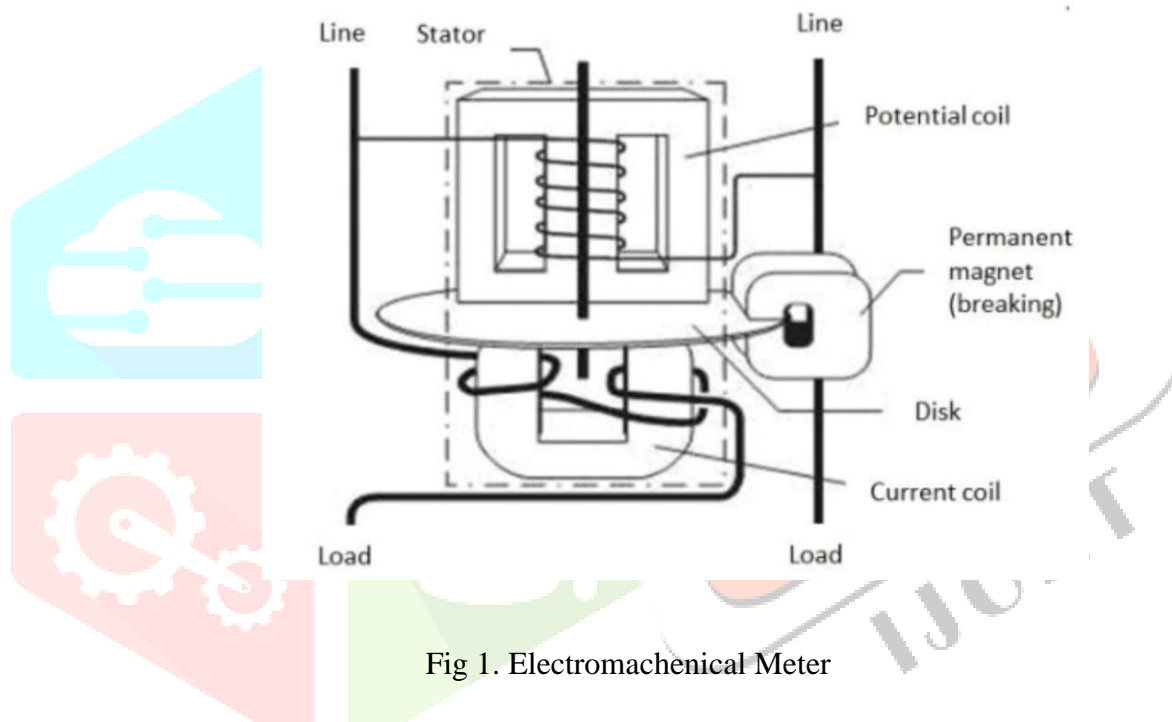 Line
Stator
Line
Potential coil
Permanent
magnet
(breaking)
Disk
Current coil
Load
Load
Fig 1. Electromachenical Meter